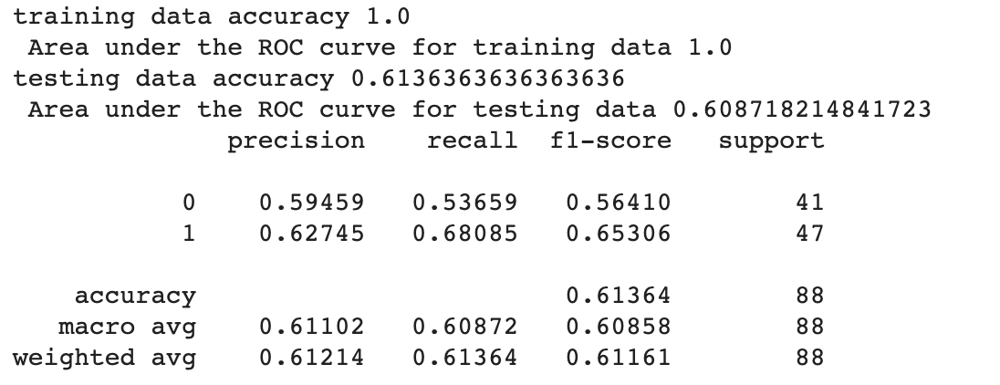 training data accuracy 1.0
Area under the ROC curve for training data 1.0
testing data accuracy 0.6136363636363636
Area under the ROC curve for testing data 0.608718214841723
precision recall f1-score support
0 0.59459 0.53659 0.56410 41
1 0.62745 0.68085 0.65306 47
accuracy 0.61364 88
macro avg 0.61102 0.60872 0.60858 88
weighted avg 0.61214 0.61364 0.61161 88